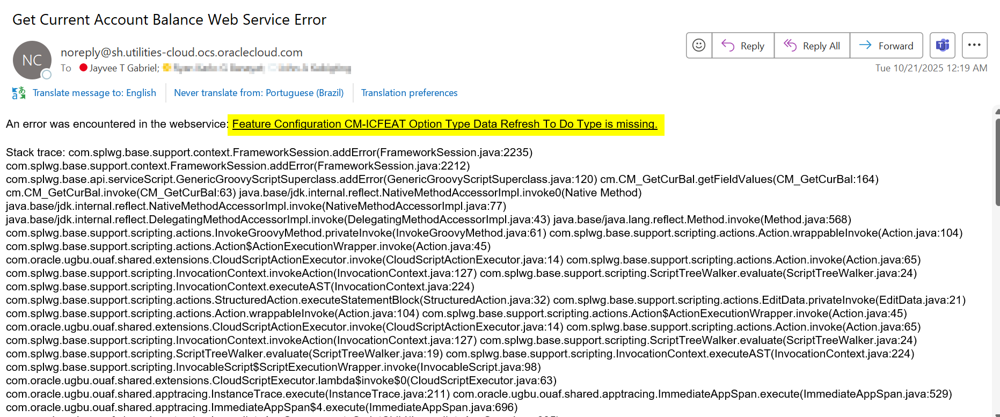 Get Current Account Balance Web Service Error
NC
noreply@sh.utilities-cloud.ocs.oraclecloud.com
To Jayvee T Gabriel;
Reply
Reply All
Forward
Tue 10/21/2025 12:19 AM
Translate message to: English
Never translate from: Portuguese (Brazil)
Translation preferences
An error was encountered in the webservice: Feature Configuration CM-ICFEAT Option Type Data Refresh To Do Type is missing.
Stack trace: com.splwg.base.support.context.FrameworkSession.addError(FrameworkSession.java:2235)
com.splwg.base.support.context.FrameworkSession.addError(FrameworkSession.java:2212)
com.splwg.base.api.serviceScript.GenericGroovyScriptSuperclass.addError(GenericGroovyScriptSuperclass.java:120) cm.CM_GetCurBal.getFieldValues(CM_GetCurBal:164)
cm.CM_GetCurBal.invoke(CM_GetCurBal:63) java.base/jdk.internal.reflect.NativeMethodAccessorImpl.invoke0(Native Method)
java.base/jdk.internal.reflect.NativeMethodAccessorImpl.invoke(NativeMethodAccessorImpl.java:77)
java.base/jdk.internal.reflect.DelegatingMethodAccessorImpl.invoke(DelegatingMethodAccessorImpl.java:43) java.base/java.lang.reflect.Method.invoke(Method.java:568)
com.splwg.base.support.scripting.actions.InvokeGroovyMethod.privateInvoke(InvokeGroovyMethod.java:61) com.splwg.base.support.scripting.actions.Action.wrappableInvoke(Action.java:104)
com.splwg.base.support.scripting.actions.Action$ActionExecutionWrapper.invoke(Action.java:45)
com.oracle.ugbu.ouaf.shared.extensions.CloudScriptActionExecutor.invoke(CloudScriptActionExecutor.java:14) com.splwg.base.support.scripting.actions.Action.invoke(Action.java:65)
com.splwg.base.support.scripting.InvocationContext.invokeAction(InvocationContext.java:127) com.splwg.base.support.scripting.ScriptTreeWalker.evaluate(ScriptTreeWalker.java:24)
com.splwg.base.support.scripting.InvocationContext.executeAST(InvocationContext.java:224)
com.splwg.base.support.scripting.actions.StructuredAction.executeStatementBlock(StructuredAction.java:32) com.splwg.base.support.scripting.actions.EditData.privateInvoke(EditData.java:21)
com.splwg.base.support.scripting.actions.Action.wrappableInvoke(Action.java:104) com.splwg.base.support.scripting.actions.Action$ActionExecutionWrapper.invoke(Action.java:45)
com.oracle.ugbu.ouaf.shared.extensions.CloudScriptActionExecutor.invoke(CloudScriptActionExecutor.java:14) com.splwg.base.support.scripting.actions.Action.invoke(Action.java:65)
com.splwg.base.support.scripting.InvocationContext.invokeAction(InvocationContext.java:127) com.splwg.base.support.scripting.ScriptTreeWalker.evaluate(ScriptTreeWalker.java:24)
com.splwg.base.support.scripting.ScriptTreeWalker.evaluate(ScriptTreeWalker.java:19) com.splwg.base.support.scripting.InvocationContext.executeAST(InvocationContext.java:224)
com.splwg.base.support.scripting.InvocableScript$ScriptExecutionWrapper.invoke(InvocableScript.java:98)
com.oracle.ugbu.ouaf.shared.extensions.CloudScriptExecutor.lambda$invoke$0(CloudScriptExecutor.java:63)
com.oracle.ugbu.ouaf.shared.apptracing.InstanceTrace.execute(InstanceTrace.java:211) com.oracle.ugbu.ouaf.shared.apptracing.ImmediateAppSpan.execute(ImmediateAppSpan.java:529)
com.oracle.ugbu.ouaf.shared.apptracing.ImmediateAppSpan$4.execute(ImmediateAppSpan.java:696)